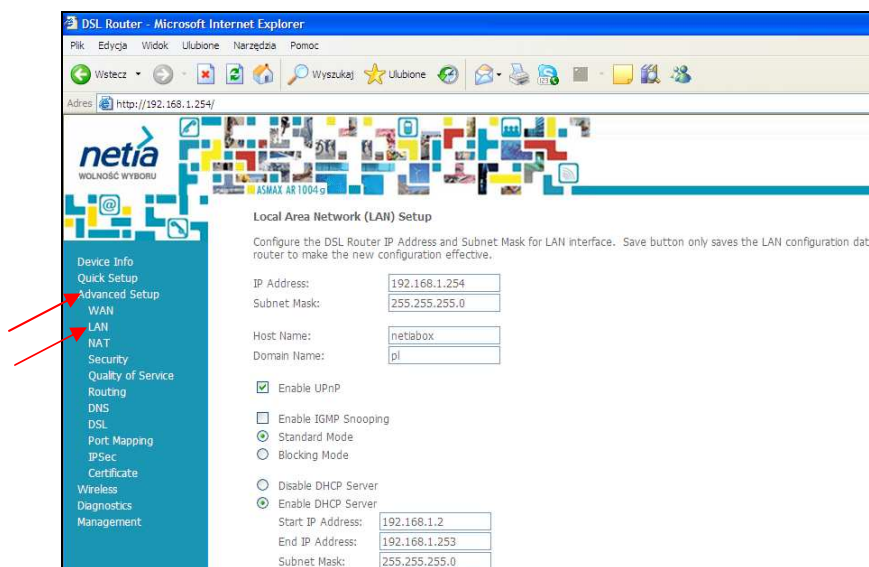 DSL Router - Microsoft Internet Explorer
Plik Edycja Widok Ulubione Narzędzia Pomoc
Wstecz Wyszukaj Ulubione
Adres http://192.168.1.254/
netia
WOLNOŚĆ WYBORU
ASMAX AR 1004g
Local Area Network (LAN) Setup
Configure the DSL Router IP Address and Subnet Mask for LAN interface. Save button only saves the LAN configuration dat
router to make the new configuration effective.
Device Info
Quick Setup
Advanced Setup
WAN
LAN
NAT
Security
Quality of Service
Routing
DNS
DSL
Port Mapping
IPSec
Certificate
Wireless
Diagnostics
Management
IP Address: 192.168.1.254
Subnet Mask: 255.255.255.0
Host Name: netiabox
Domain Name: pl
Enable UPnP
Enable IGMP Snooping
Standard Mode
Blocking Mode
Disable DHCP Server
Enable DHCP Server
Start IP Address: 192.168.1.2
End IP Address: 192.168.1.253
Subnet Mask: 255.255.255.0